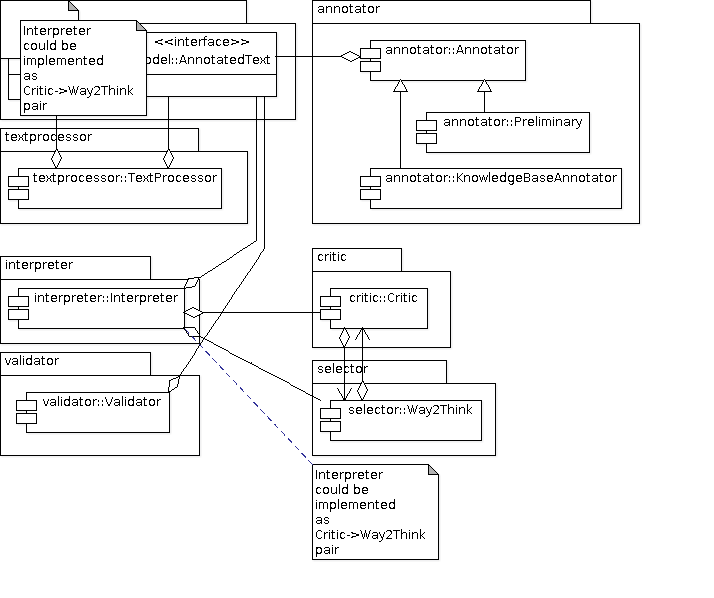 Interpreter
could be
implemented
as
Critic->Way2Think
pair
<<interface>>
odel::AnnotatedText
annotator
annotator::Annotator
annotator::Preliminary
annotator::KnowledgeBaseAnnotator
textprocessor
textprocessor::TextProcessor
interpreter
interpreter::Interpreter
critic
critic::Critic
validator
validator::Validator
selector
selector::Way2Think
Interpreter
could be
implemented
as
Critic->Way2Think
pair